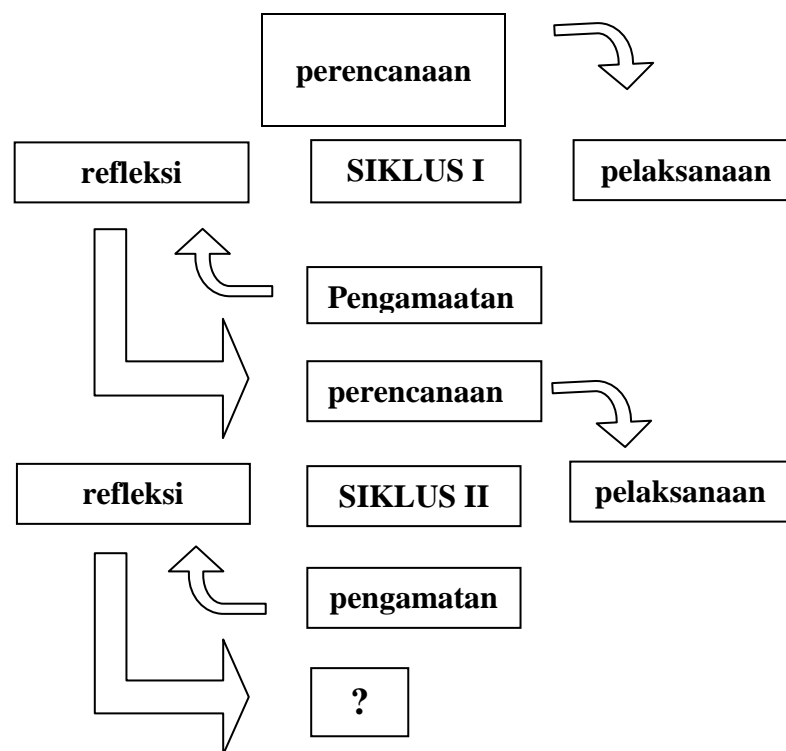 perencanaan
refleksi
SIKLUS I
pelaksanaan
Pengamaatan
perencanaan
refleksi
SIKLUS II
pelaksanaan
pengamatan
?